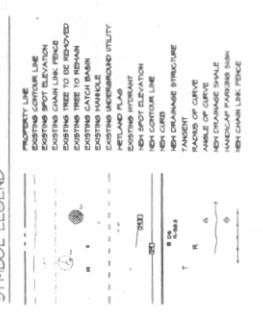 SYMBOL LEGEND
PROPERTY LINE
EXISTING CONTOUR LINE
EXISTING SPOT ELEVATION
EXISTING CHAIN LINK FENCE
EXISTING TREE TO BE REMOVED
EXISTING TREE TO REMAIN
EXISTING CATCH BASIN
EXISTING MANHOLE
EXISTING UNDERGROUND UTILITY
WETLAND FLAG
EXISTING HYDRANT
NEW SPOT ELEVATION
NEW CONTOUR LINE
NEW CURB
NEW DRAINAGE STRUCTURE
T TANGENT
R RADIUS OF CURVE
Δ ANGLE OF CURVE
NEW DRAINAGE SWALE
HANDICAP PARKING SIGN
NEW CHAIN LINK FENCE